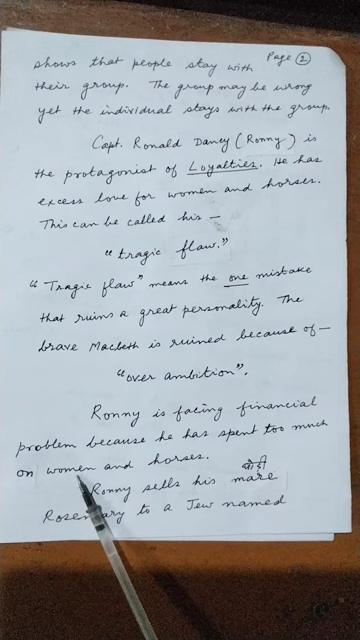 Page 2
shows that people stay with
their group. The group may be wrong
yet the individual stays with the group.
Capt. Ronald Dancy (Ronny) is
the protagonist of Loyalties. He has
excess love for women and horses.
This can be called his —
"tragic flaw."
"Tragic flaw" means the one mistake
that ruins a great personality. The
brave Macbeth is ruined because of —
"over ambition".
Ronny is facing financial
problem because he has spent too much
on women and horses.
घोड़ी
Ronny sells his mare
Rosemary to a Jew named